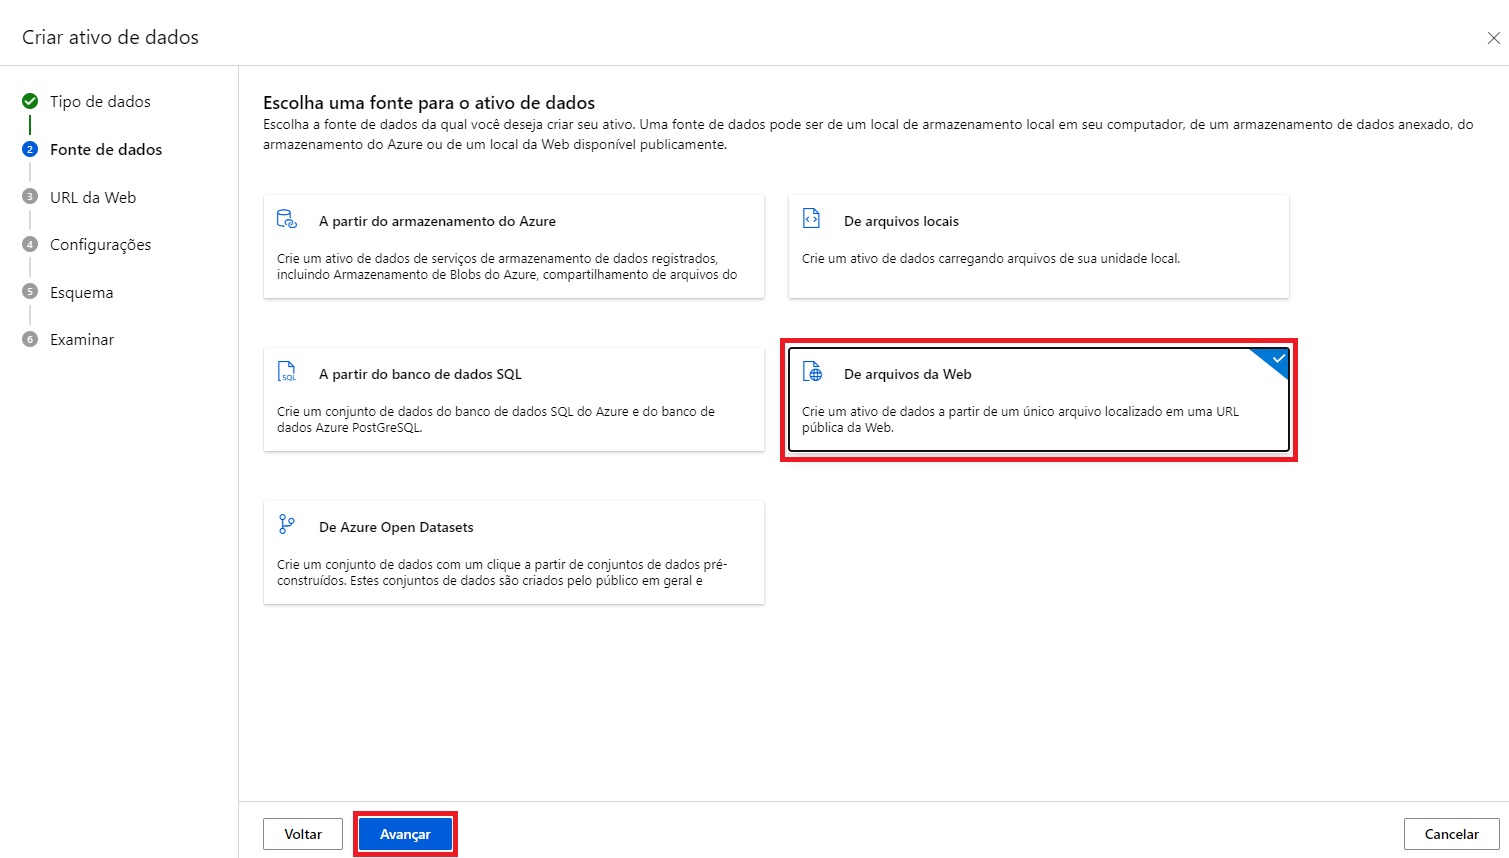 Criar ativo de dados
Tipo de dados
2 Fonte de dados
3 URL da Web
4 Configurações
5 Esquema
6 Examinar
Escolha uma fonte para o ativo de dados
Escolha a fonte de dados da qual você deseja criar seu ativo. Uma fonte de dados pode ser de um local de armazenamento local em seu computador, de um armazenamento de dados anexado, do
armazenamento do Azure ou de um local da Web disponível publicamente.
A partir do armazenamento do Azure
Crie um ativo de dados de serviços de armazenamento de dados registrados,
incluindo Armazenamento de Blobs do Azure, compartilhamento de arquivos do
De arquivos locais
Crie um ativo de dados carregando arquivos de sua unidade local.
SQL
A partir do banco de dados SQL
Crie um conjunto de dados do banco de dados SQL do Azure e do banco de
dados Azure PostGreSQL.
De arquivos da Web
Crie um ativo de dados a partir de um único arquivo localizado em uma URL
pública da Web.
De Azure Open Datasets
Crie um conjunto de dados com um clique a partir de conjuntos de dados pré-
construídos. Estes conjuntos de dados são criados pelo público em geral e
Voltar
Avançar
Cancelar